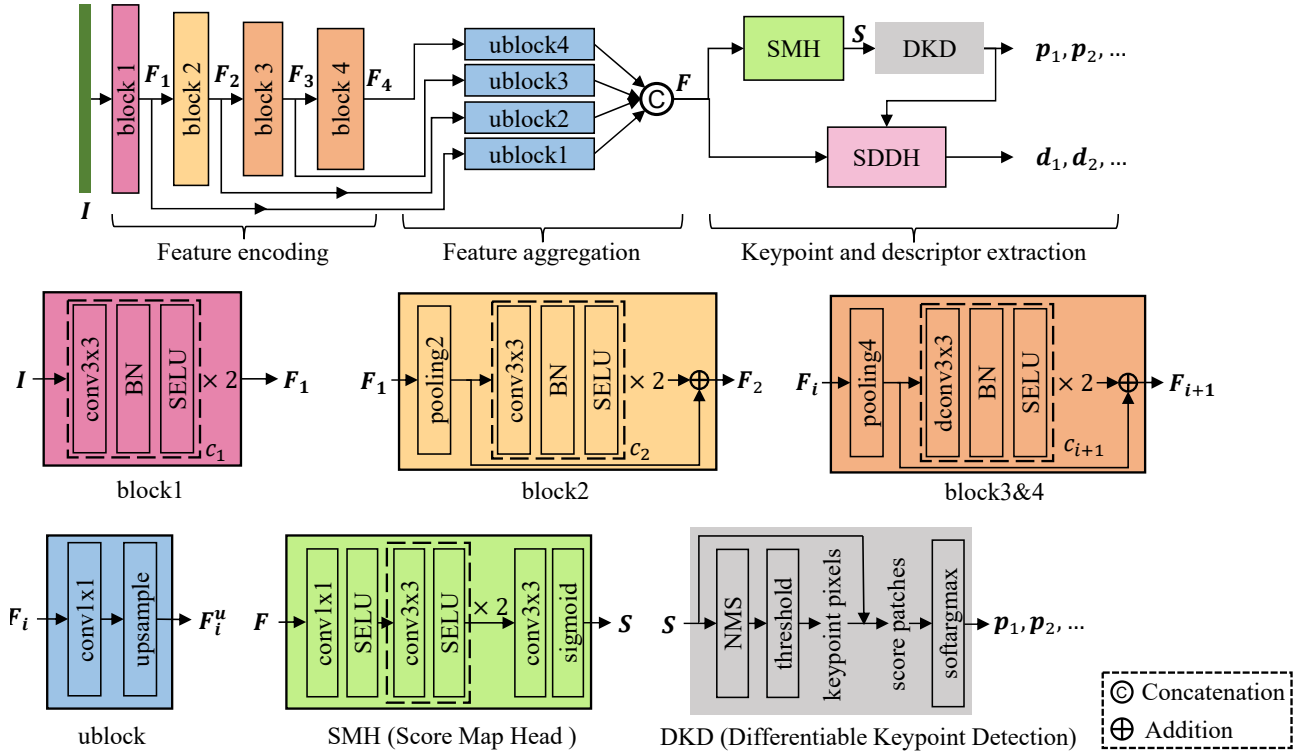 block 1
F₁
block 2
F₂
block 3
F₃
block 4
F₄
I
ublock4
ublock3
ublock2
ublock1
C
F
SMH
S
DKD
p₁, p₂, ...
SDDH
d₁, d₂, ...
Feature encoding
Feature aggregation
Keypoint and descriptor extraction
I
conv3x3
BN
SELU
× 2
c₁
F₁
block1
F₁
pooling2
conv3x3
BN
SELU
× 2
c₂
F₂
block2
Fᵢ
pooling4
dconv3x3
BN
SELU
× 2
cᵢ₊₁
Fᵢ₊₁
block3&4
Fᵢ
conv1x1
upsample
Fᵢᵘ
ublock
F
conv1x1
SELU
conv3x3
SELU
× 2
conv3x3
sigmoid
S
SMH (Score Map Head )
S
NMS
threshold
keypoint pixels
score patches
softargmax
p₁, p₂, ...
DKD (Differentiable Keypoint Detection)
C Concatenation
⊕ Addition